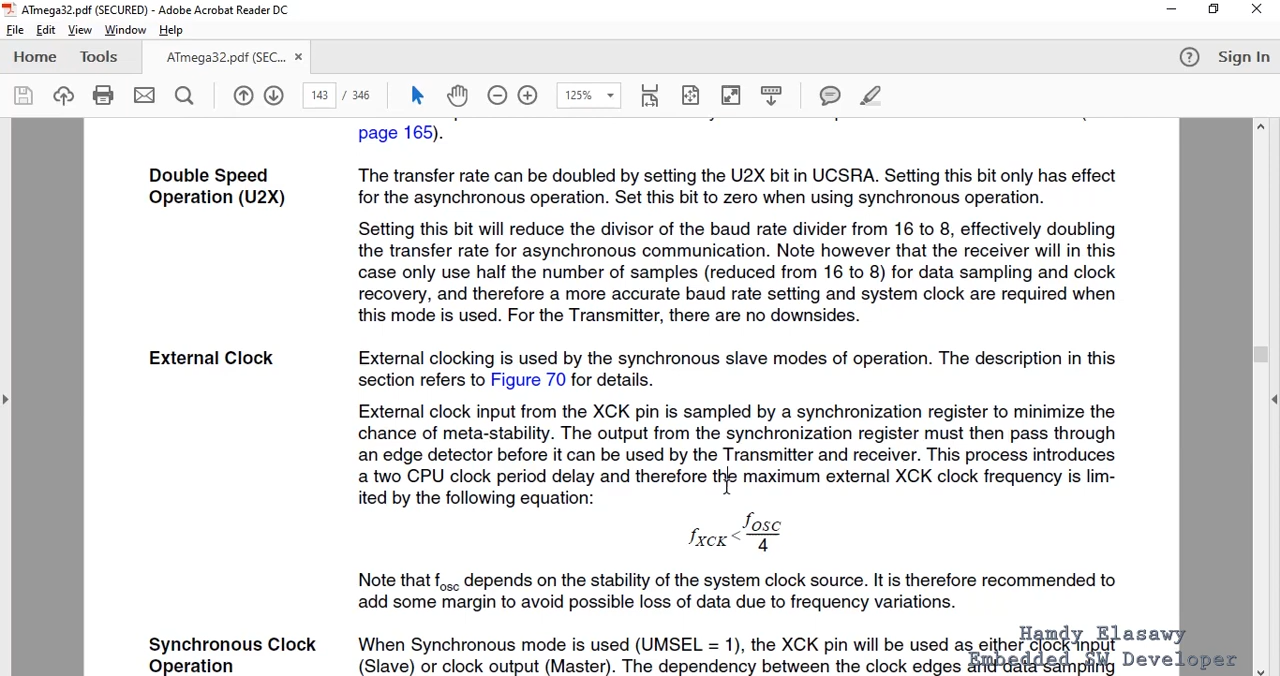 ATmega32.pdf (SECURED) - Adobe Acrobat Reader DC
File Edit View Window Help
Home Tools ATmega32.pdf (SEC... × ? Sign In
143 / 346 125%
page 165).
Double Speed
Operation (U2X)
The transfer rate can be doubled by setting the U2X bit in UCSRA. Setting this bit only has effect
for the asynchronous operation. Set this bit to zero when using synchronous operation.
Setting this bit will reduce the divisor of the baud rate divider from 16 to 8, effectively doubling
the transfer rate for asynchronous communication. Note however that the receiver will in this
case only use half the number of samples (reduced from 16 to 8) for data sampling and clock
recovery, and therefore a more accurate baud rate setting and system clock are required when
this mode is used. For the Transmitter, there are no downsides.
External Clock
External clocking is used by the synchronous slave modes of operation. The description in this
section refers to Figure 70 for details.
External clock input from the XCK pin is sampled by a synchronization register to minimize the
chance of meta-stability. The output from the synchronization register must then pass through
an edge detector before it can be used by the Transmitter and receiver. This process introduces
a two CPU clock period delay and therefore the maximum external XCK clock frequency is lim-
ited by the following equation:
fXCK < fOSC
4
Note that fosc depends on the stability of the system clock source. It is therefore recommended to
add some margin to avoid possible loss of data due to frequency variations.
Synchronous Clock
Operation
When Synchronous mode is used (UMSEL = 1), the XCK pin will be used as either clock input
(Slave) or clock output (Master). The dependency between the clock edges and data sampling
Hamdy Elasawy
Embedded SW Developer